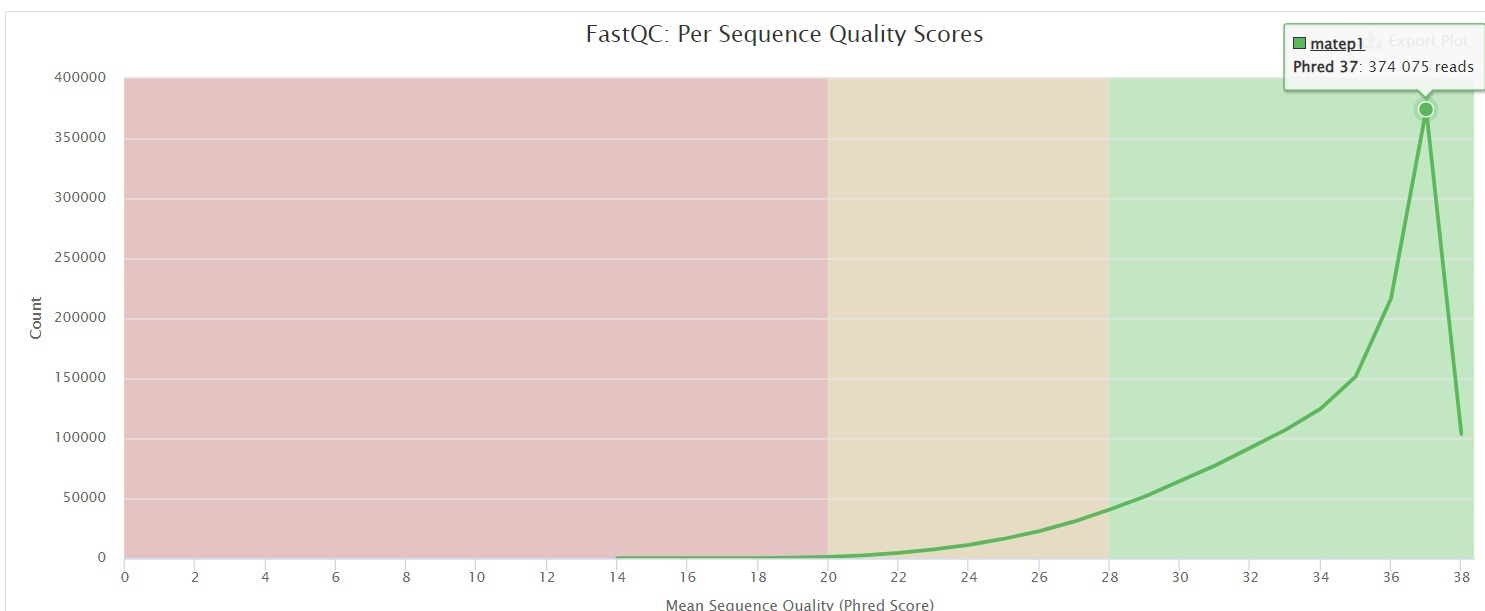 FastQC: Per Sequence Quality Scores
matep1
Export Plot
Phred 37: 374 075 reads
400000
350000
300000
250000
200000
150000
100000
50000
0
Count
0 2 4 6 8 10 12 14 16 18 20 22 24 26 28 30 32 34 36 38
Mean Sequence Quality (Phred Score)